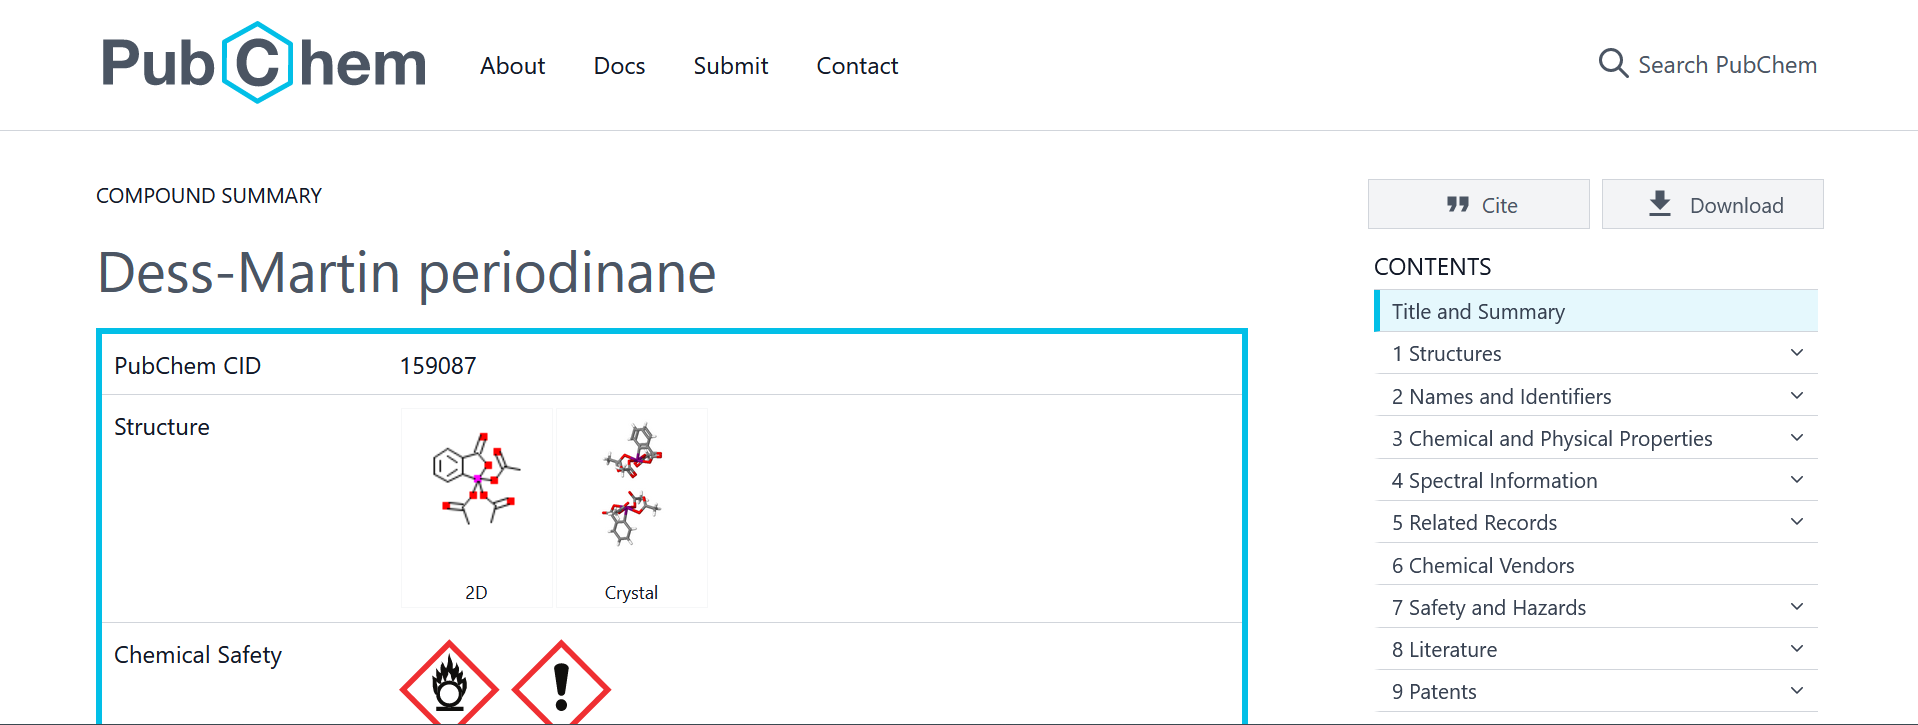 PubChem
About
Docs
Submit
Contact
Search PubChem
COMPOUND SUMMARY
Dess-Martin periodinane
PubChem CID
159087
Structure
2D
Crystal
Chemical Safety
Cite
Download
CONTENTS
Title and Summary
1 Structures
2 Names and Identifiers
3 Chemical and Physical Properties
4 Spectral Information
5 Related Records
6 Chemical Vendors
7 Safety and Hazards
8 Literature
9 Patents